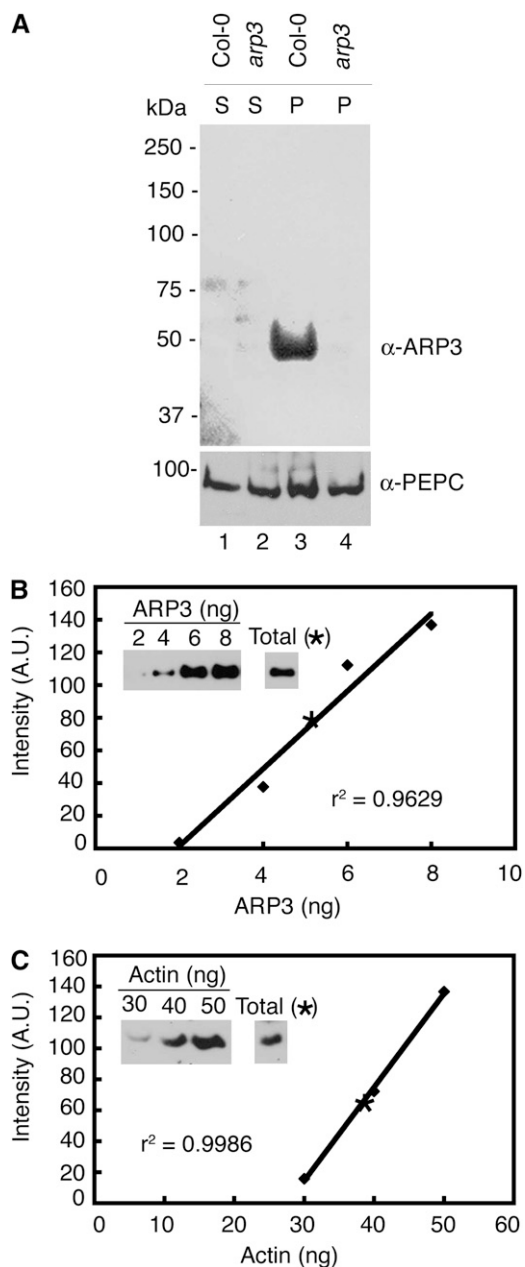 A
Col-0 arp3 Col-0 arp3
kDa S S P P
250 -
150 -
100 -
75 -
50 -
α-ARP3
37 -
100-
α-PEPC
1 2 3 4
B
160
140
120
100
80
60
40
20
0
Intensity (A.U.)
ARP3 (ng)
2 4 6 8 Total (*)
r² = 0.9629
0 2 4 6 8 10
ARP3 (ng)
C
160
140
120
100
80
60
40
20
0
Intensity (A.U.)
Actin (ng)
30 40 50 Total (*)
r² = 0.9986
0 10 20 30 40 50 60
Actin (ng)